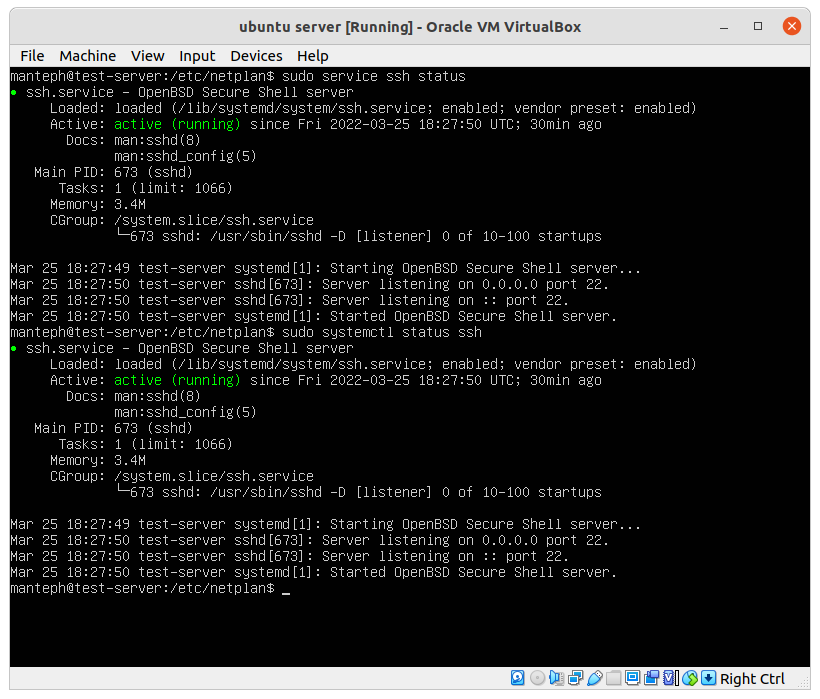 ubuntu server [Running] - Oracle VM VirtualBox
File Machine View Input Devices Help
manteph@test-server:/etc/netplan$ sudo service ssh status
● ssh.service - OpenBSD Secure Shell server
     Loaded: loaded (/lib/systemd/system/ssh.service; enabled; vendor preset: enabled)
     Active: active (running) since Fri 2022-03-25 18:27:50 UTC; 30min ago
       Docs: man:sshd(8)
             man:sshd_config(5)
   Main PID: 673 (sshd)
      Tasks: 1 (limit: 1066)
     Memory: 3.4M
     CGroup: /system.slice/ssh.service
             └─673 sshd: /usr/sbin/sshd -D [listener] 0 of 10-100 startups
Mar 25 18:27:49 test-server systemd[1]: Starting OpenBSD Secure Shell server...
Mar 25 18:27:50 test-server sshd[673]: Server listening on 0.0.0.0 port 22.
Mar 25 18:27:50 test-server sshd[673]: Server listening on :: port 22.
Mar 25 18:27:50 test-server systemd[1]: Started OpenBSD Secure Shell server.
manteph@test-server:/etc/netplan$ sudo systemctl status ssh
● ssh.service - OpenBSD Secure Shell server
     Loaded: loaded (/lib/systemd/system/ssh.service; enabled; vendor preset: enabled)
     Active: active (running) since Fri 2022-03-25 18:27:50 UTC; 30min ago
       Docs: man:sshd(8)
             man:sshd_config(5)
   Main PID: 673 (sshd)
      Tasks: 1 (limit: 1066)
     Memory: 3.4M
     CGroup: /system.slice/ssh.service
             └─673 sshd: /usr/sbin/sshd -D [listener] 0 of 10-100 startups
Mar 25 18:27:49 test-server systemd[1]: Starting OpenBSD Secure Shell server...
Mar 25 18:27:50 test-server sshd[673]: Server listening on 0.0.0.0 port 22.
Mar 25 18:27:50 test-server sshd[673]: Server listening on :: port 22.
Mar 25 18:27:50 test-server systemd[1]: Started OpenBSD Secure Shell server.
manteph@test-server:/etc/netplan$ _
Right Ctrl